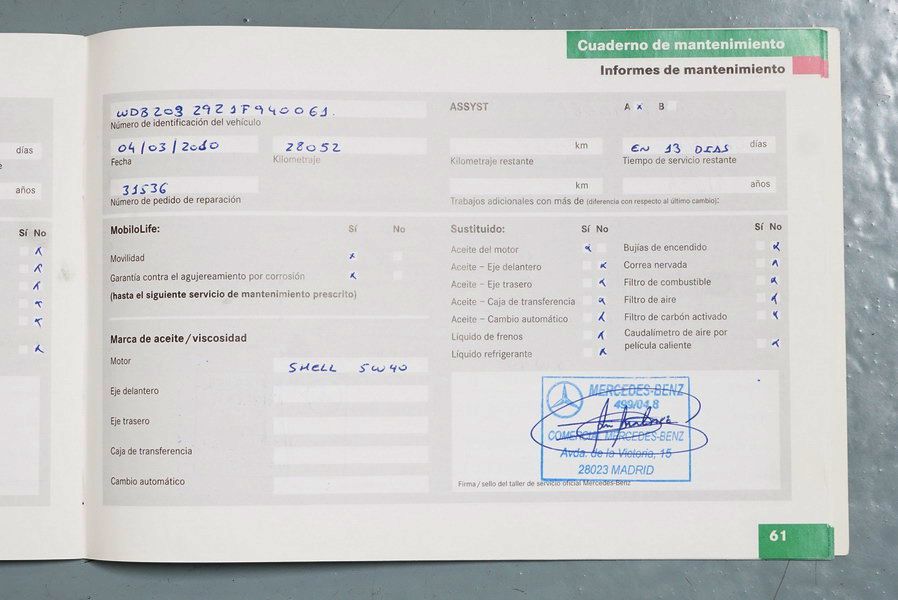 Cuaderno de mantenimiento
Informes de mantenimiento
WDB 209 2921F940061.
Número de identificación del vehículo
04/03/2010
28052
Fecha
Kilometraje
31536
Número de pedido de reparación
ASSYST
A x B
km
EN 13 DIAS días
Kilometraje restante
Tiempo de servicio restante
km
años
Trabajos adicionales con más de (diferencia con respecto al último cambio):
días
años
Sí No
MobiloLife:
Sí No
Movilidad x
Garantía contra el agujereamiento por corrosión x
(hasta el siguiente servicio de mantenimiento prescrito)
Marca de aceite / viscosidad
Motor SHELL 5W40
Eje delantero
Eje trasero
Caja de transferencia
Cambio automático
Sustituido: Sí No
Aceite del motor x
Aceite – Eje delantero x
Aceite – Eje trasero x
Aceite – Caja de transferencia x
Aceite – Cambio automático x
Líquido de frenos x
Líquido refrigerante x
Sí No
Bujías de encendido x
Correa nervada x
Filtro de combustible x
Filtro de aire x
Filtro de carbón activado x
Caudalímetro de aire por
película caliente x
MERCEDES-BENZ
499/04.8
COMERCIAL MERCEDES-BENZ
Avda. de la Victoria, 15
28023 MADRID
Firma / sello del taller de servicio oficial Mercedes-Benz
61